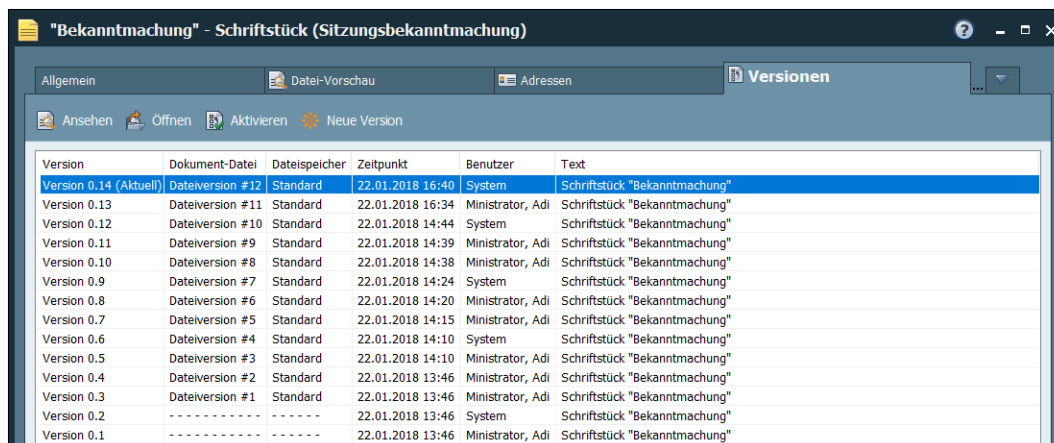 "Bekanntmachung" - Schriftstück (Sitzungsbekanntmachung)
Allgemein Datei-Vorschau Adressen Versionen ...
Ansehen Öffnen Aktivieren Neue Version
Version Dokument-Datei Dateispeicher Zeitpunkt Benutzer Text
Version 0.14 (Aktuell) Dateiversion #12 Standard 22.01.2018 16:40 System Schriftstück "Bekanntmachung"
Version 0.13 Dateiversion #11 Standard 22.01.2018 16:34 Ministrator, Adi Schriftstück "Bekanntmachung"
Version 0.12 Dateiversion #10 Standard 22.01.2018 14:44 System Schriftstück "Bekanntmachung"
Version 0.11 Dateiversion #9 Standard 22.01.2018 14:39 Ministrator, Adi Schriftstück "Bekanntmachung"
Version 0.10 Dateiversion #8 Standard 22.01.2018 14:38 Ministrator, Adi Schriftstück "Bekanntmachung"
Version 0.9 Dateiversion #7 Standard 22.01.2018 14:24 System Schriftstück "Bekanntmachung"
Version 0.8 Dateiversion #6 Standard 22.01.2018 14:20 Ministrator, Adi Schriftstück "Bekanntmachung"
Version 0.7 Dateiversion #5 Standard 22.01.2018 14:15 Ministrator, Adi Schriftstück "Bekanntmachung"
Version 0.6 Dateiversion #4 Standard 22.01.2018 14:10 System Schriftstück "Bekanntmachung"
Version 0.5 Dateiversion #3 Standard 22.01.2018 14:10 Ministrator, Adi Schriftstück "Bekanntmachung"
Version 0.4 Dateiversion #2 Standard 22.01.2018 13:46 Ministrator, Adi Schriftstück "Bekanntmachung"
Version 0.3 Dateiversion #1 Standard 22.01.2018 13:46 Ministrator, Adi Schriftstück "Bekanntmachung"
Version 0.2 - - - - - - - - - - - - - - - - - 22.01.2018 13:46 System Schriftstück "Bekanntmachung"
Version 0.1 - - - - - - - - - - - - - - - - - 22.01.2018 13:46 Ministrator, Adi Schriftstück "Bekanntmachung"